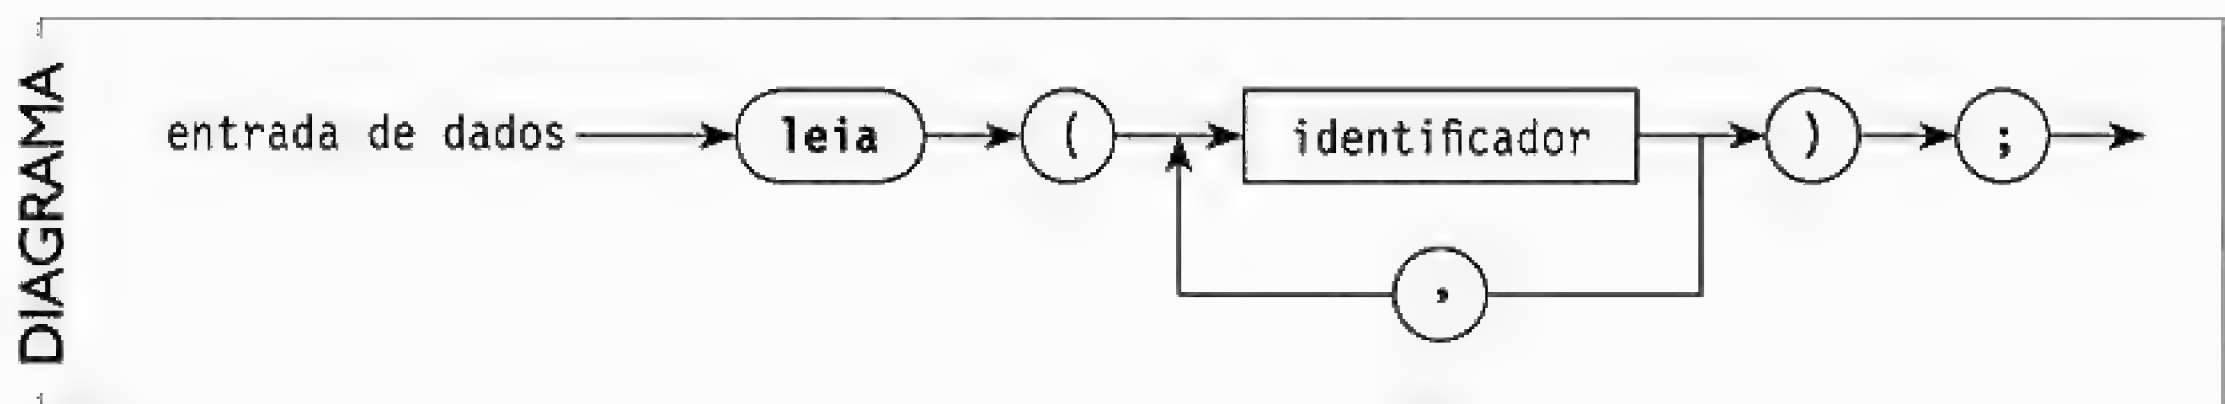 DIAGRAMA
entrada de dados leia ( identificador ) ;
,